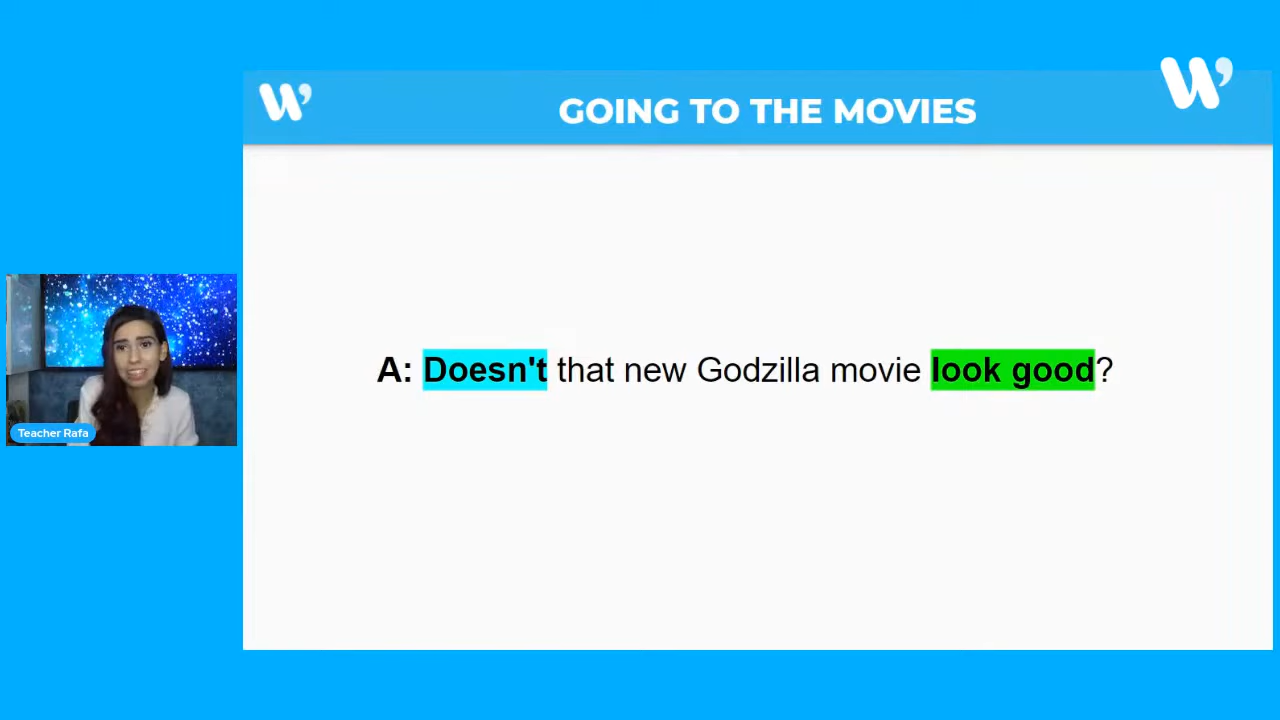 GOING TO THE MOVIES
A: Doesn't that new Godzilla movie look good?
Teacher Rafa